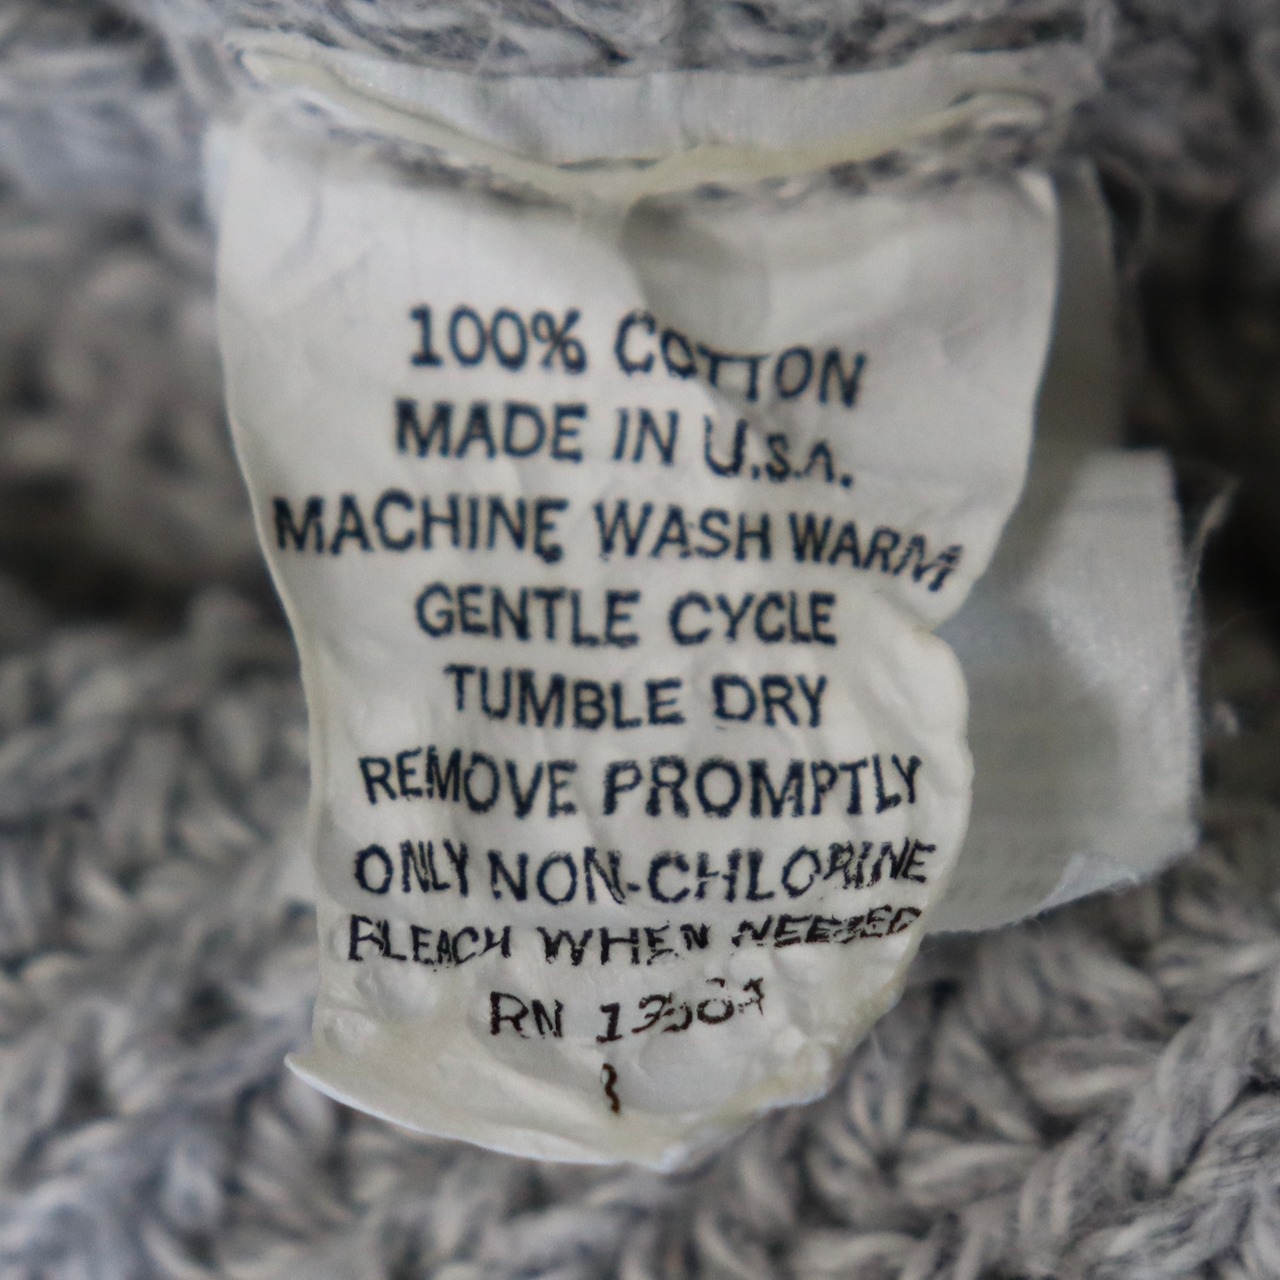 100% COTTON
MADE IN U.S.A.
MACHINE WASH WARM
GENTLE CYCLE
TUMBLE DRY
REMOVE PROMPTLY
ONLY NON-CHLORINE
BLEACH WHEN NEEDED
RN